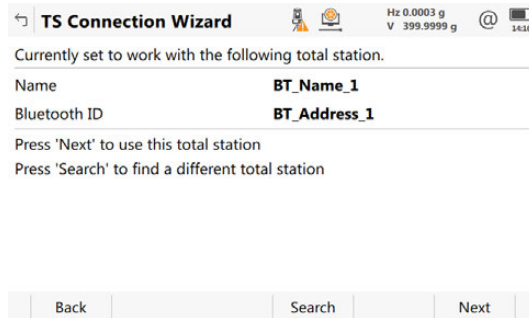 TS Connection Wizard
Hz 0.0003 g
V 399.9999 g
@
Currently set to work with the following total station.
Name BT_Name_1
Bluetooth ID BT_Address_1
Press 'Next' to use this total station
Press 'Search' to find a different total station
Back Search Next